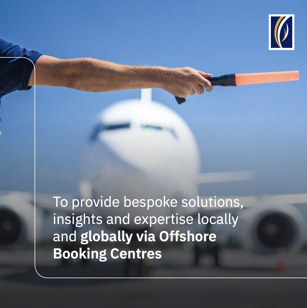 To provide bespoke solutions,
insights and expertise locally
and globally via Offshore
Booking Centres